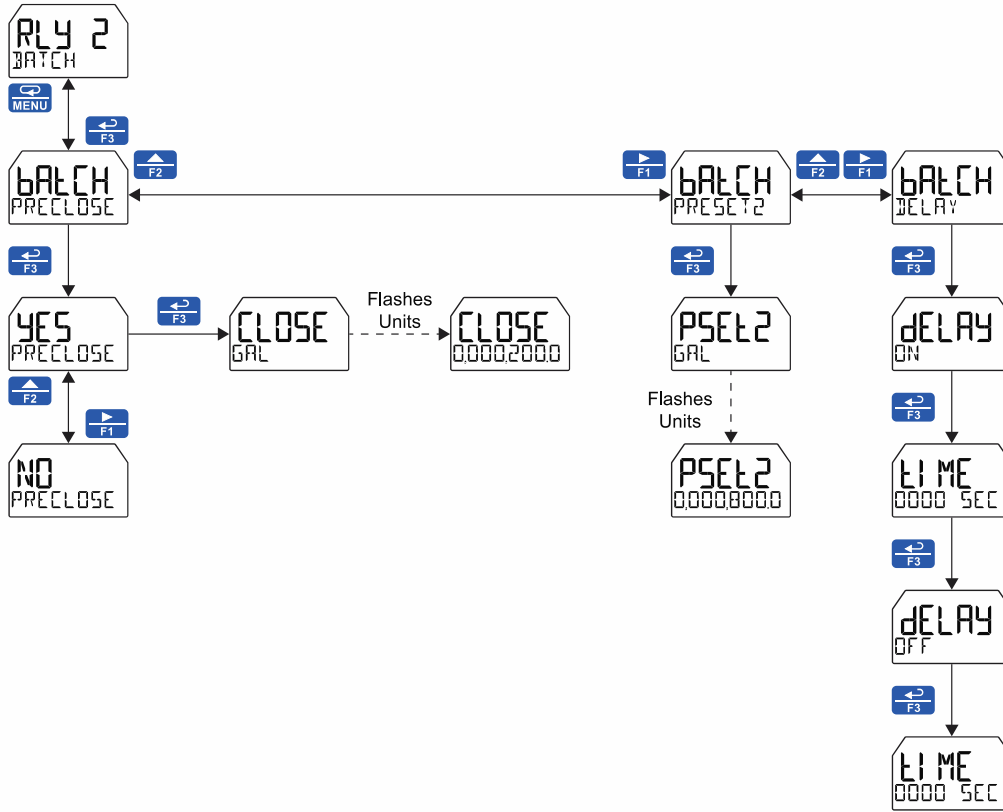 RLY 2
BATCH
MENU
F3
F2
F1
F2
F1
bAtCH
PRECLOSE
bAtCH
PRESET2
bAtCH
DELAY
F3
F3
F3
YES
PRECLOSE
F3
CLOSE
GAL
Flashes
Units
CLOSE
0,000,200.0
PSEt2
GAL
dELAY
ON
F2
F1
Flashes
Units
F3
NO
PRECLOSE
PSEt2
0,000,800.0
tIME
0000 SEC
F3
dELAY
OFF
F3
tIME
0000 SEC